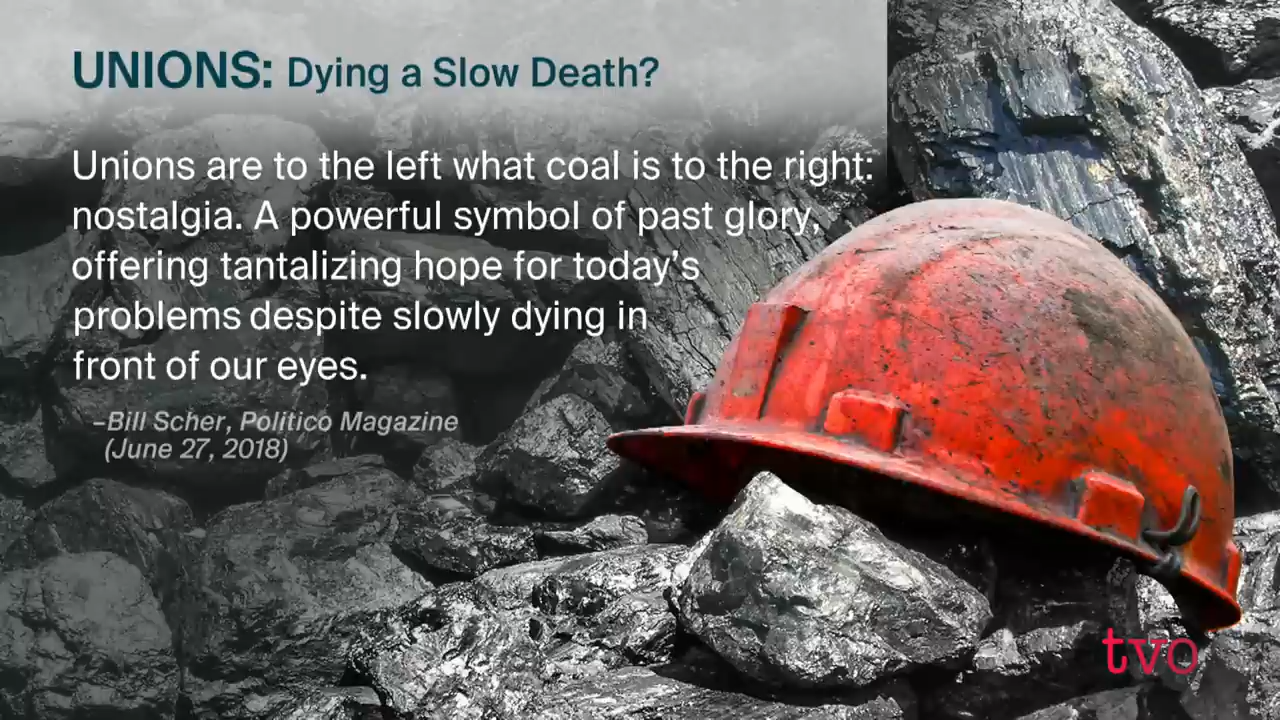 UNIONS: Dying a Slow Death?
Unions are to the left what coal is to the right:
nostalgia. A powerful symbol of past glory,
offering tantalizing hope for today's
problems despite slowly dying in
front of our eyes.
–Bill Scher, Politico Magazine
(June 27, 2018)
tvo